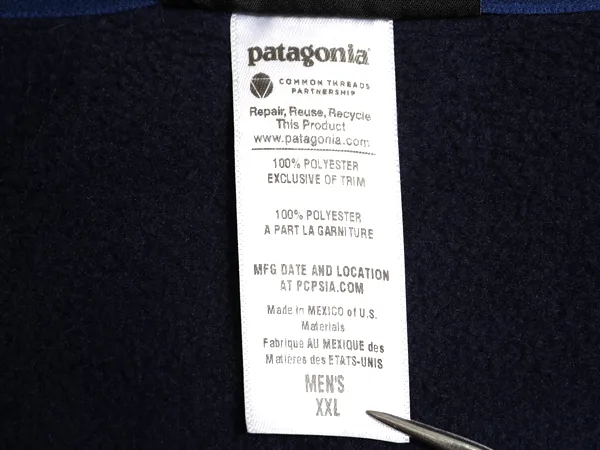 patagonia
COMMON THREADS
PARTNERSHIP
Repair, Reuse, Recycle
This Product
www.patagonia.com
100% POLYESTER
EXCLUSIVE OF TRIM
100% POLYESTER
A PART LA GARNITURE
MFG DATE AND LOCATION
AT PCPSIA.COM
Made in MEXICO of U.S.
Materials
Fabriqué AU MEXIQUE des
Matières des ETATS-UNIS
MEN'S
XXL